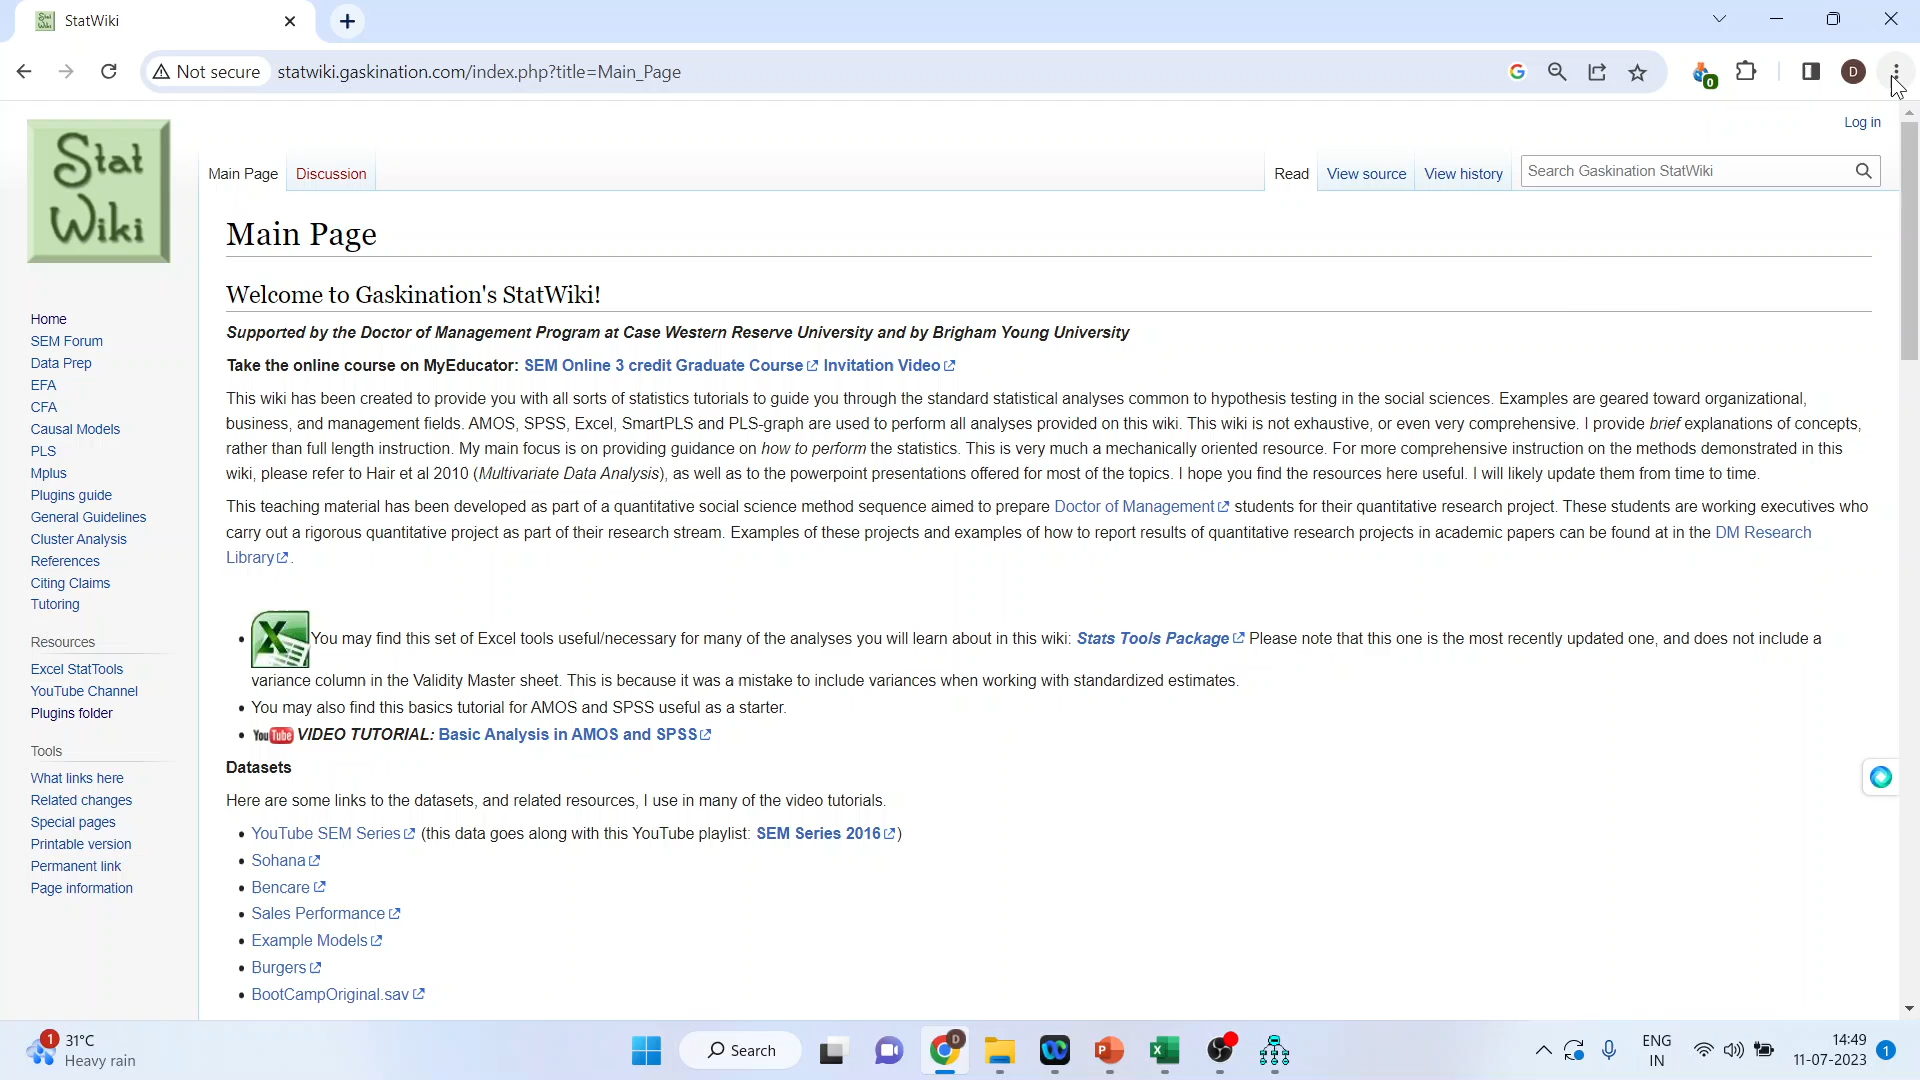 StatWiki
Not secure statwiki.gaskination.com/index.php?title=Main_Page
0
D
Stat
Wiki
Log in
Main Page Discussion Read View source View history Search Gaskination StatWiki
Main Page
Welcome to Gaskination's StatWiki!
Supported by the Doctor of Management Program at Case Western Reserve University and by Brigham Young University
Take the online course on MyEducator: SEM Online 3 credit Graduate Course Invitation Video
This wiki has been created to provide you with all sorts of statistics tutorials to guide you through the standard statistical analyses common to hypothesis testing in the social sciences. Examples are geared toward organizational,
business, and management fields. AMOS, SPSS, Excel, SmartPLS and PLS-graph are used to perform all analyses provided on this wiki. This wiki is not exhaustive, or even very comprehensive. I provide brief explanations of concepts,
rather than full length instruction. My main focus is on providing guidance on how to perform the statistics. This is very much a mechanically oriented resource. For more comprehensive instruction on the methods demonstrated in this
wiki, please refer to Hair et al 2010 (Multivariate Data Analysis), as well as to the powerpoint presentations offered for most of the topics. I hope you find the resources here useful. I will likely update them from time to time.
This teaching material has been developed as part of a quantitative social science method sequence aimed to prepare Doctor of Management students for their quantitative research project. These students are working executives who
carry out a rigorous quantitative project as part of their research stream. Examples of these projects and examples of how to report results of quantitative research projects in academic papers can be found at in the DM Research
Library.
• You may find this set of Excel tools useful/necessary for many of the analyses you will learn about in this wiki: Stats Tools Package Please note that this one is the most recently updated one, and does not include a
variance column in the Validity Master sheet. This is because it was a mistake to include variances when working with standardized estimates.
• You may also find this basics tutorial for AMOS and SPSS useful as a starter.
• YouTube VIDEO TUTORIAL: Basic Analysis in AMOS and SPSS
Datasets
Here are some links to the datasets, and related resources, I use in many of the video tutorials.
• YouTube SEM Series (this data goes along with this YouTube playlist: SEM Series 2016)
• Sohana
• Bencare
• Sales Performance
• Example Models
• Burgers
• BootCampOriginal.sav
Home
SEM Forum
Data Prep
EFA
CFA
Causal Models
PLS
Mplus
Plugins guide
General Guidelines
Cluster Analysis
References
Citing Claims
Tutoring
Resources
Excel StatTools
YouTube Channel
Plugins folder
Tools
What links here
Related changes
Special pages
Printable version
Permanent link
Page information
1
31°C
Heavy rain
Search
D
ENG
IN
14:49
11-07-2023
1